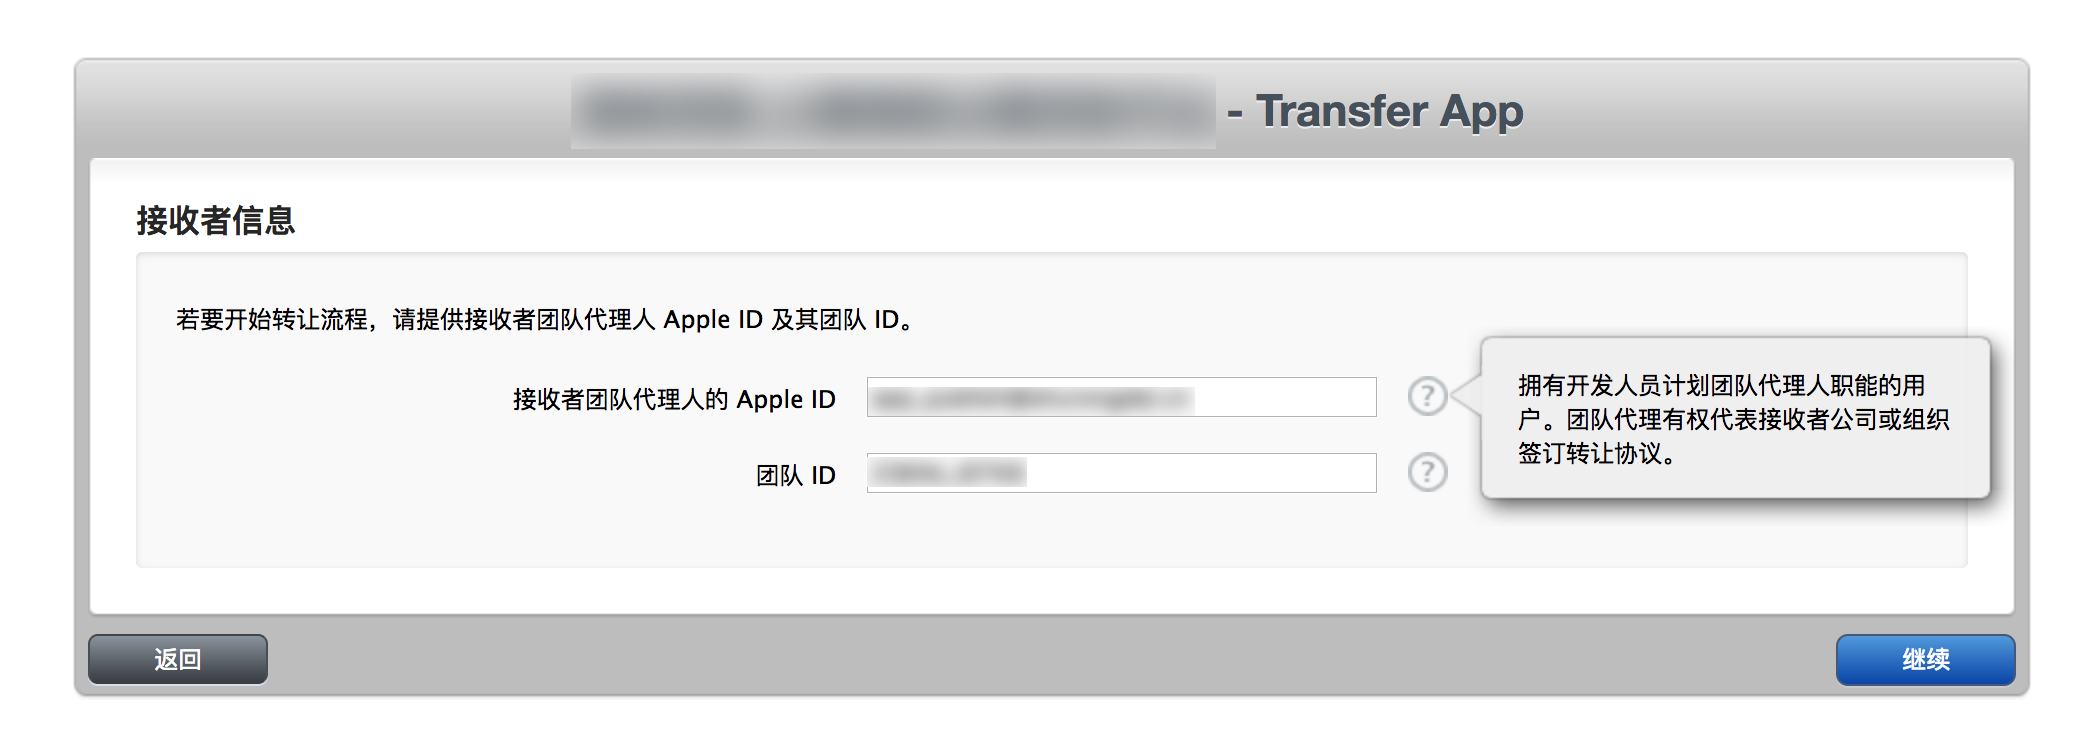 - Transfer App
接收者信息
若要开始转让流程，请提供接收者团队代理人 Apple ID 及其团队 ID。
接收者团队代理人的 Apple ID
?
拥有开发人员计划团队代理人职能的用
户。团队代理有权代表接收者公司或组织
签订转让协议。
团队 ID
?
返回
继续